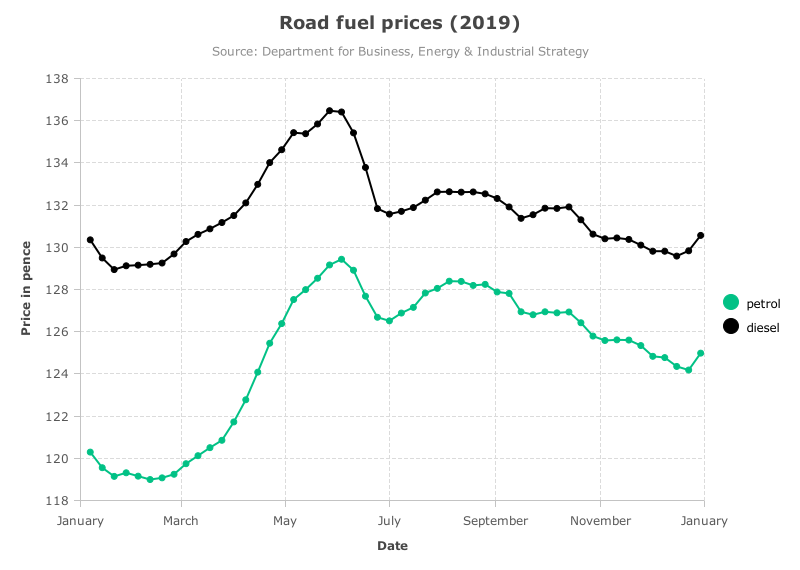 Road fuel prices (2019)
Source: Department for Business, Energy & Industrial Strategy
138
136
134
132
130
128
126
124
122
120
118
Price in pence
January March May July September November January
Date
petrol
diesel